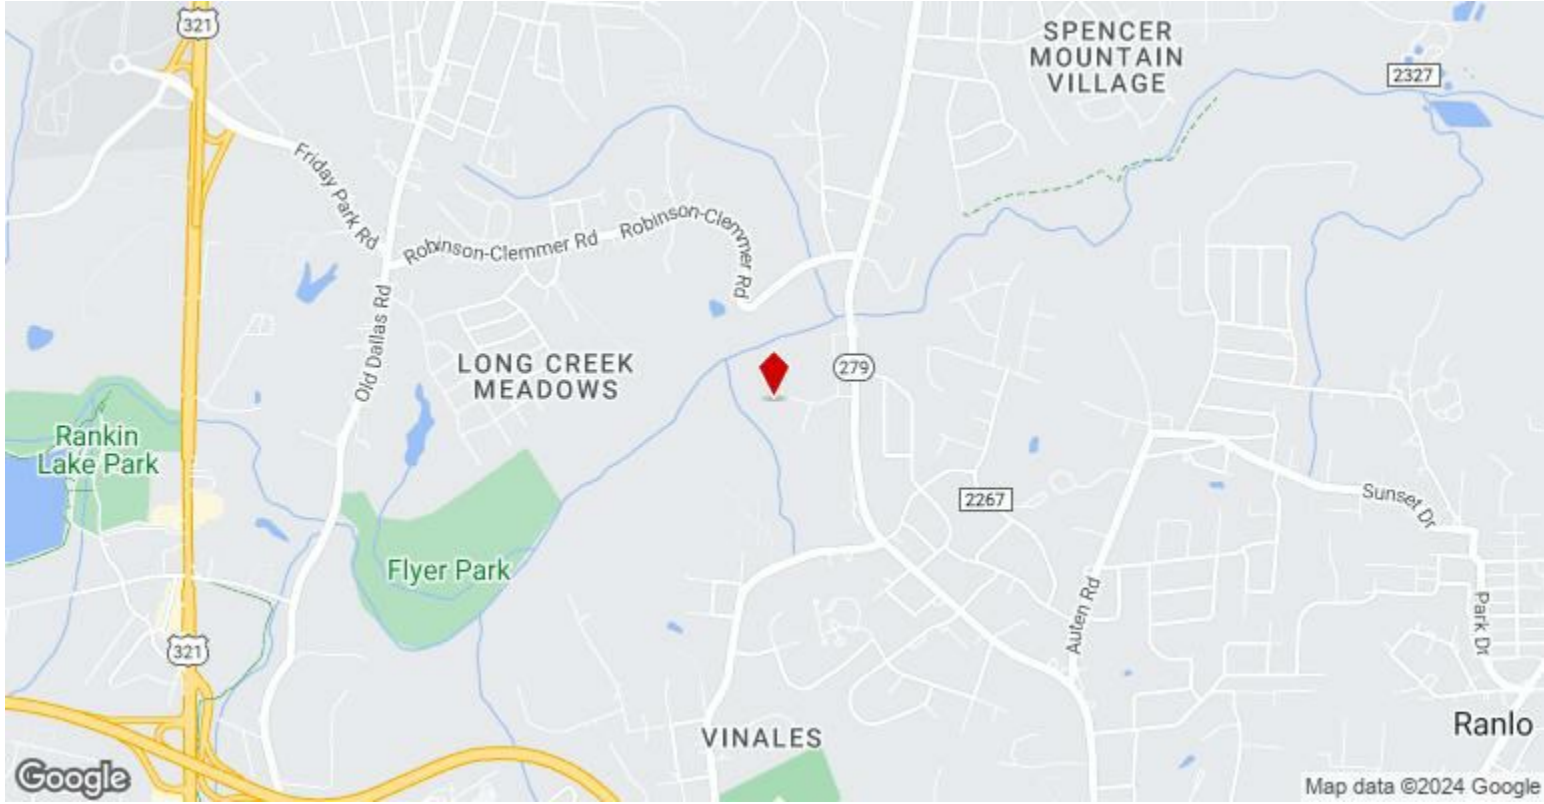 321
SPENCER
MOUNTAIN
VILLAGE
2327
Friday Park Rd
Robinson-Clemmer Rd
Robinson-Clemmer Rd
Old Dallas Rd
LONG CREEK
MEADOWS
279
Rankin
Lake Park
2267
Sunset Dr
Flyer Park
Auten Rd
Park Dr
321
VINALES
Ranlo
Google
Map data ©2024 Google